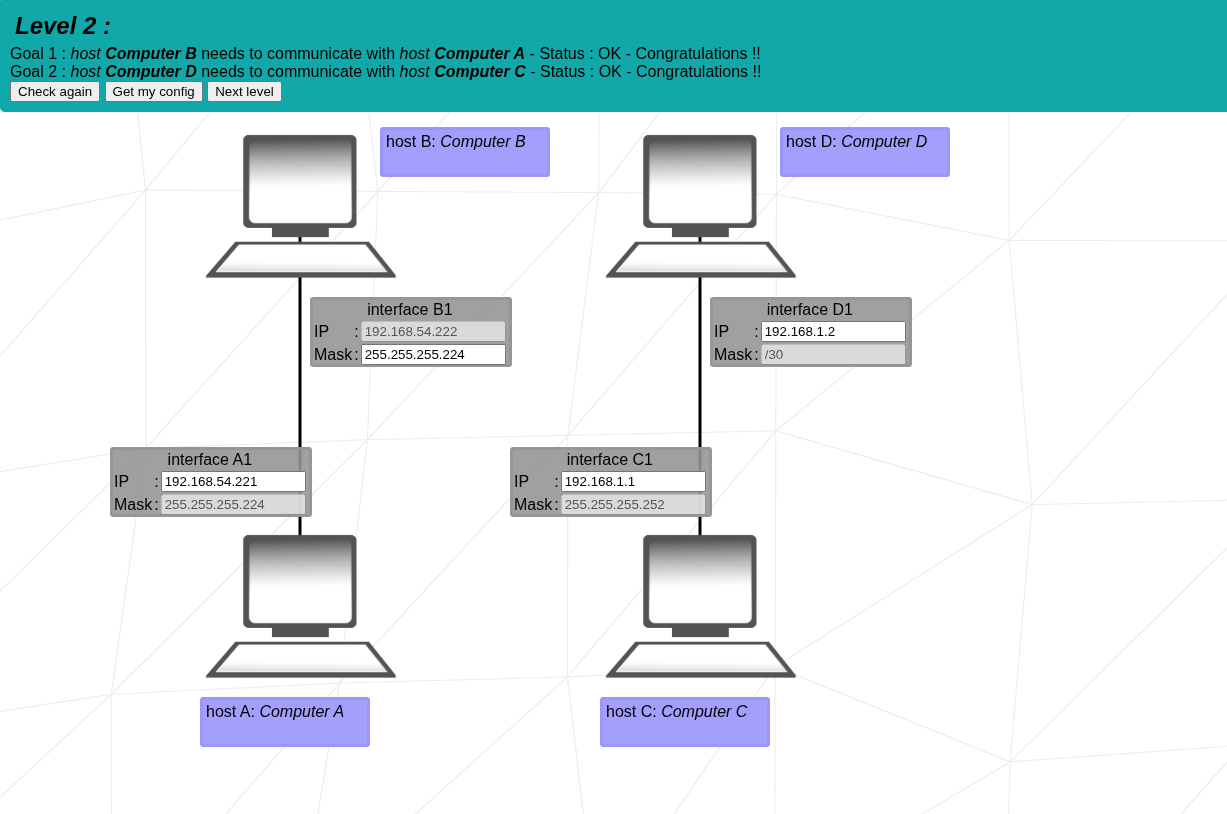 Level 2 :
Goal 1 : host Computer B needs to communicate with host Computer A - Status : OK - Congratulations !!
Goal 2 : host Computer D needs to communicate with host Computer C - Status : OK - Congratulations !!
Check again Get my config Next level
host B: Computer B
host D: Computer D
interface B1
IP : 192.168.54.222
Mask : 255.255.255.224
interface D1
IP : 192.168.1.2
Mask : /30
interface A1
IP : 192.168.54.221
Mask : 255.255.255.224
interface C1
IP : 192.168.1.1
Mask : 255.255.255.252
host A: Computer A
host C: Computer C